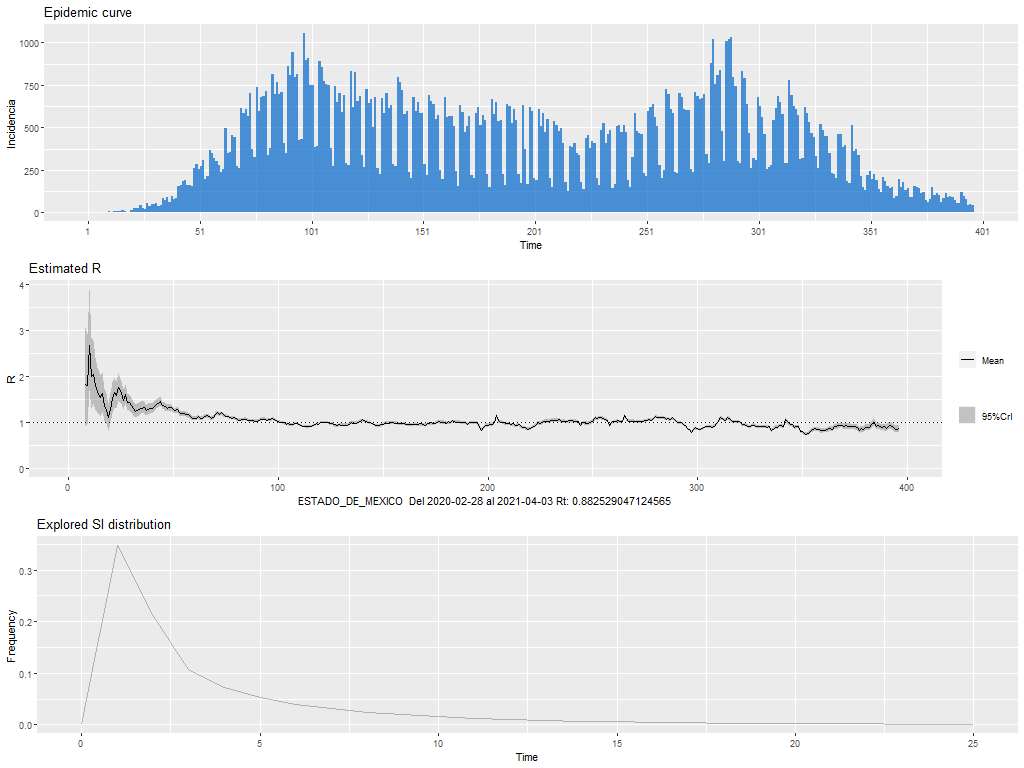 Epidemic curve
Incidencia
1000
750
500
250
0
1 51 101 151 201 251 301 351 401
Time
Estimated R
R
4
3
2
1
0
Mean
95%CrI
0 100 200 300 400
ESTADO_DE_MEXICO Del 2020-02-28 al 2021-04-03 Rt: 0.882529047124565
Explored SI distribution
Frequency
0.3
0.2
0.1
0.0
0 5 10 15 20 25
Time